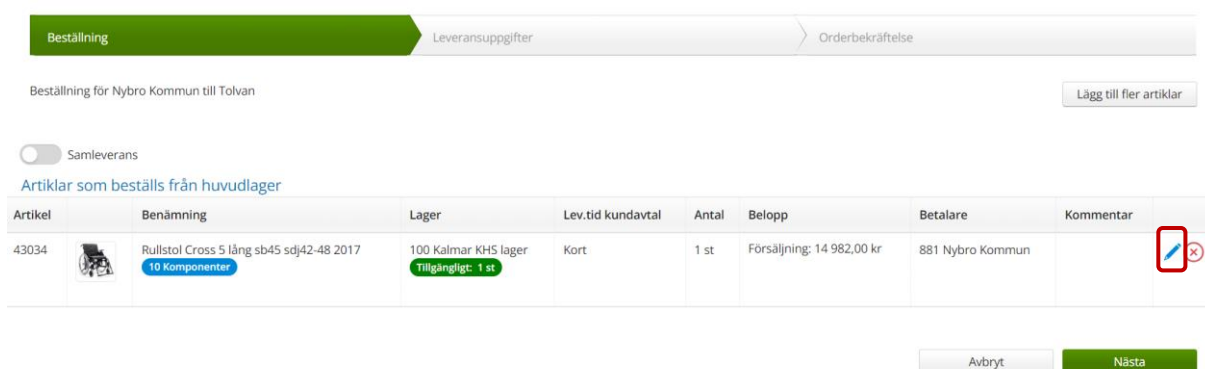 Beställning
Leveransuppgifter
Orderbekräftelse
Beställning för Nybro Kommun till Tolvan
Lägg till fler artiklar
Samleverans
Artiklar som beställs från huvudlager
Artikel Benämning Lager Lev.tid kundavtal Antal Belopp Betalare Kommentar
43034 Rullstol Cross 5 lång sb45 sdj42-48 2017 100 Kalmar KHS lager Kort 1 st Försäljning: 14 982,00 kr 881 Nybro Kommun
10 Komponenter Tillgängligt: 1 st
Avbryt Nästa